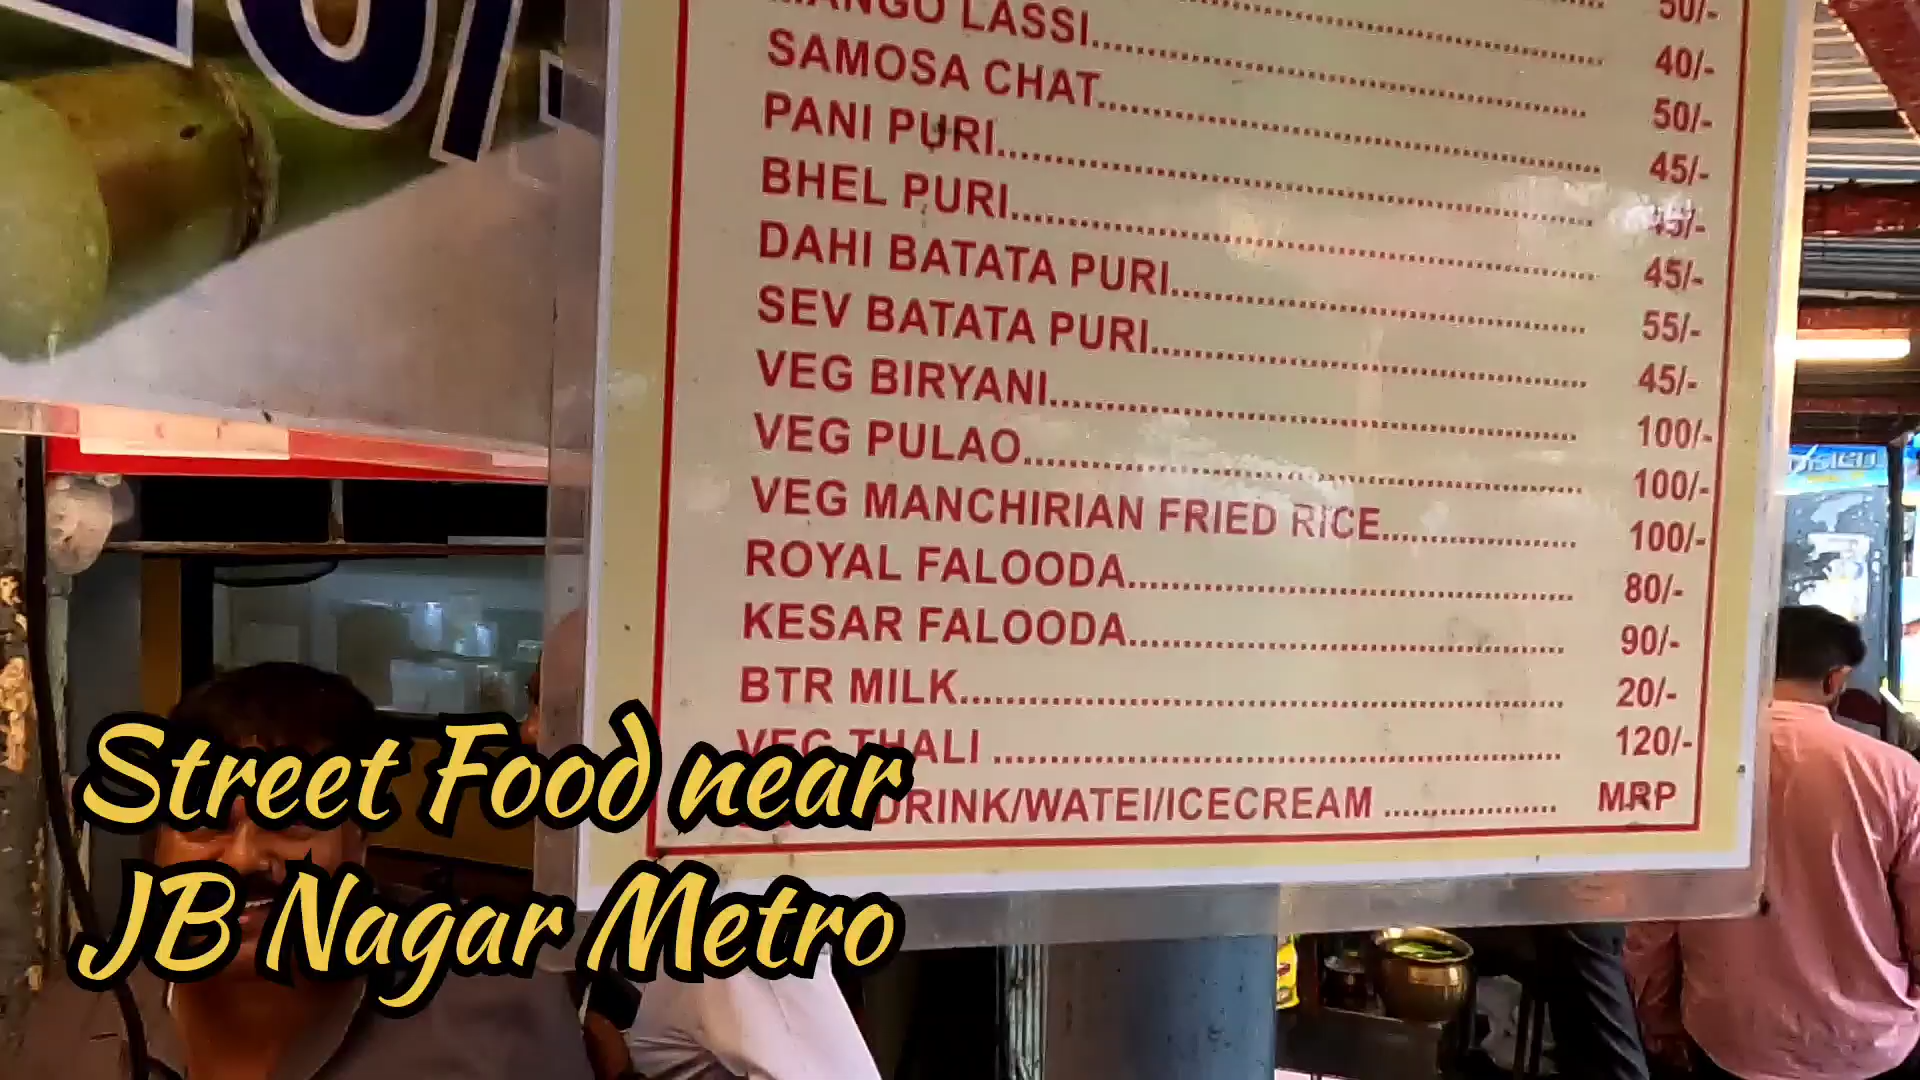 50/-
40/-
MANGO LASSI 50/-
SAMOSA CHAT 45/-
PANI PURI 45/-
BHEL PURI 45/-
DAHI BATATA PURI 55/-
SEV BATATA PURI 45/-
VEG BIRYANI 100/-
VEG PULAO 100/-
VEG MANCHIRIAN FRIED RICE 100/-
ROYAL FALOODA 80/-
KESAR FALOODA 90/-
BTR MILK 20/-
VEG THALI 120/-
DRINK/WATEI/ICECREAM MRP
Street Food near
JB Nagar Metro